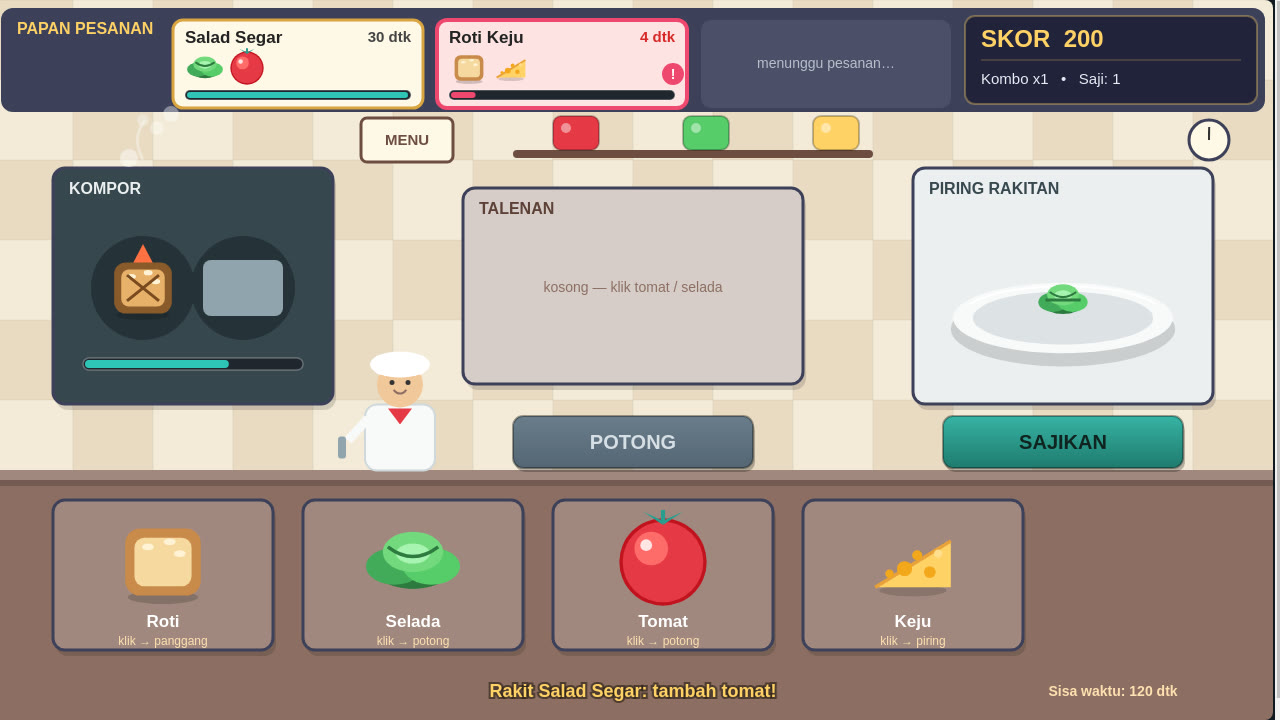 PAPAN PESANAN
Salad Segar
30 dtk
Roti Keju
4 dtk
!
menunggu pesanan…
SKOR 200
Kombo x1 • Saji: 1
MENU
KOMPOR
TALENAN
kosong — klik tomat / selada
PIRING RAKITAN
POTONG
SAJIKAN
Roti
klik → panggang
Selada
klik → potong
Tomat
klik → potong
Keju
klik → piring
Rakit Salad Segar: tambah tomat!
Sisa waktu: 120 dtk